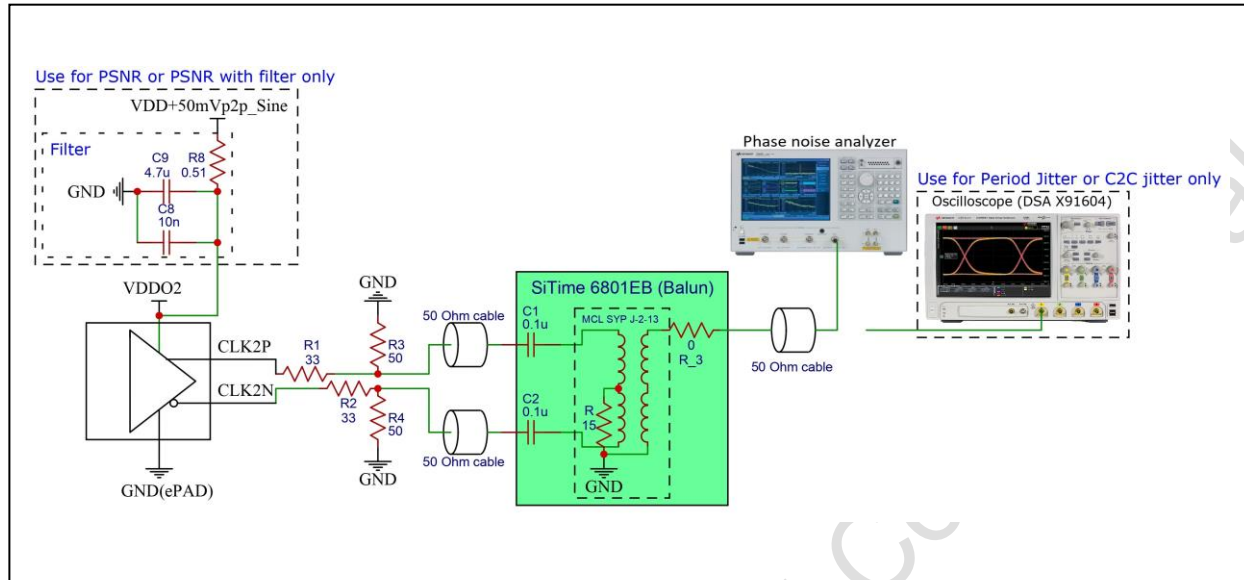 Use for PSNR or PSNR with filter only
VDD+50mVp2p_Sine
Filter
C9
4.7u
R8
0.51
GND
C8
10n
VDDO2
CLK2P
CLK2N
GND(ePAD)
R1
33
R2
33
GND
R3
50
R4
50
GND
50 Ohm cable
50 Ohm cable
SiTime 6801EB (Balun)
C1
0.1u
MCL SYP J-2-13
C2
0.1u
R
15
GND
0
R_3
50 Ohm cable
Phase noise analyzer
Use for Period Jitter or C2C jitter only
Oscilloscope (DSA X91604)